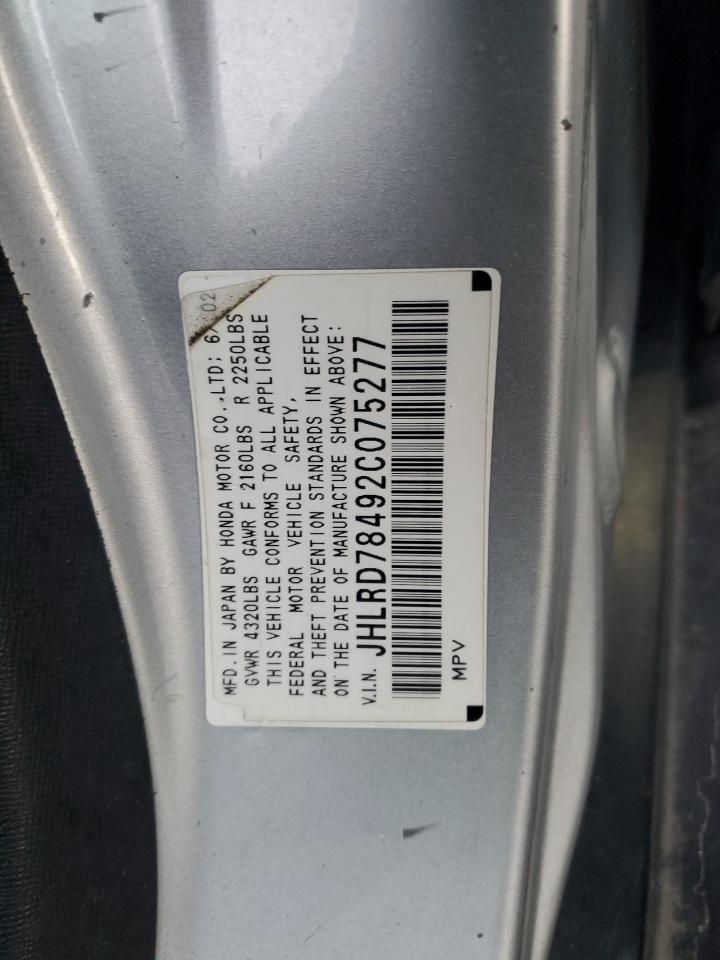 MFD. IN JAPAN BY HONDA MOTOR CO.,LTD: 6/02
GVWR 4320LBS GAWR F 2160LBS R 2250LBS
THIS VEHICLE CONFORMS TO ALL APPLICABLE
FEDERAL MOTOR VEHICLE SAFETY,
AND THEFT PREVENTION STANDARDS IN EFFECT
ON THE DATE OF MANUFACTURE SHOWN ABOVE:
V.I.N. JHLRD78492C075277
MPV